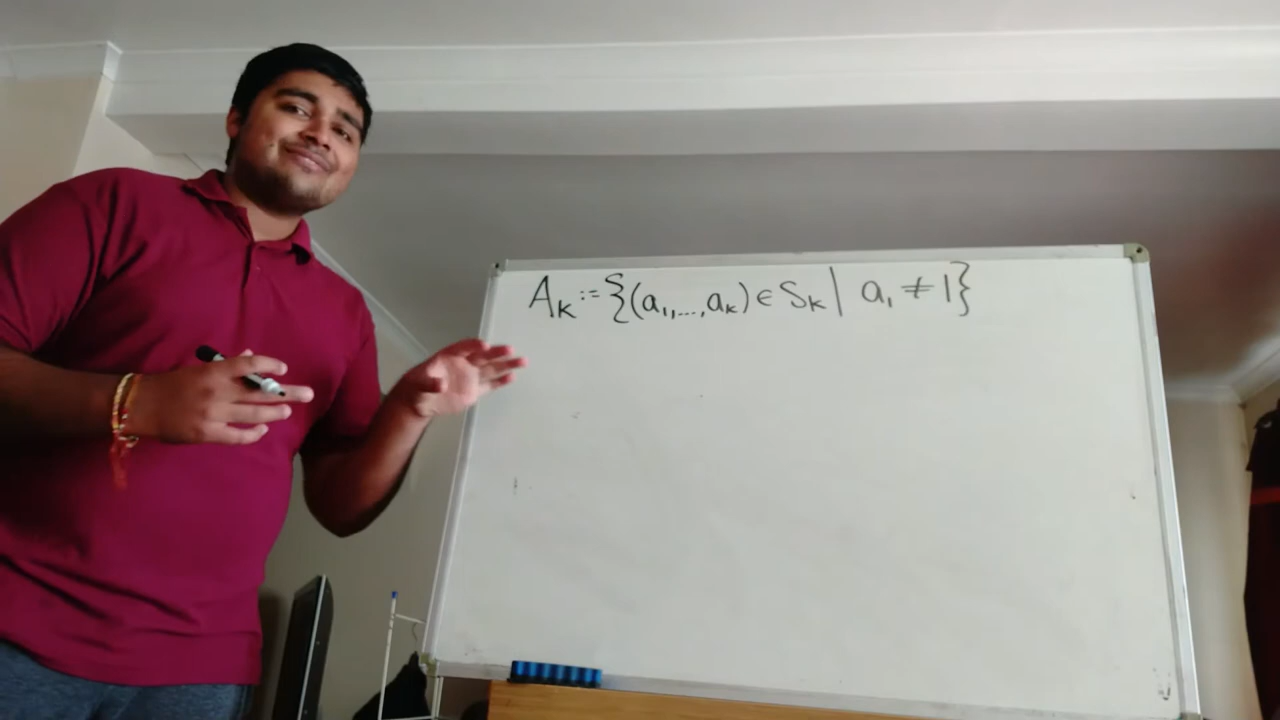 A_k := {(a_1,...,a_k) ∈ S_k | a_1 ≠ 1}